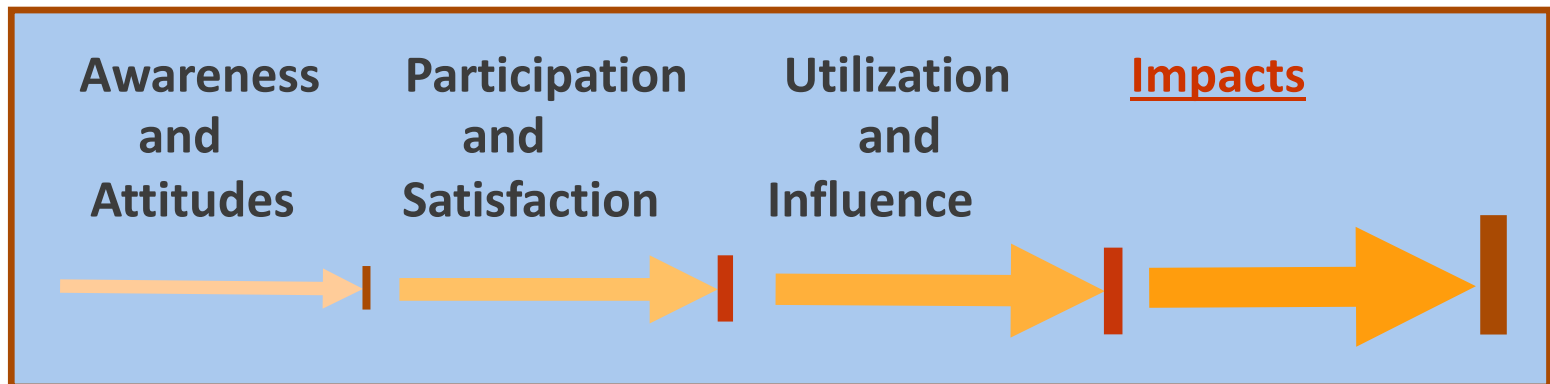 Awareness
and
Attitudes
Participation
and
Satisfaction
Utilization
and
Influence
Impacts